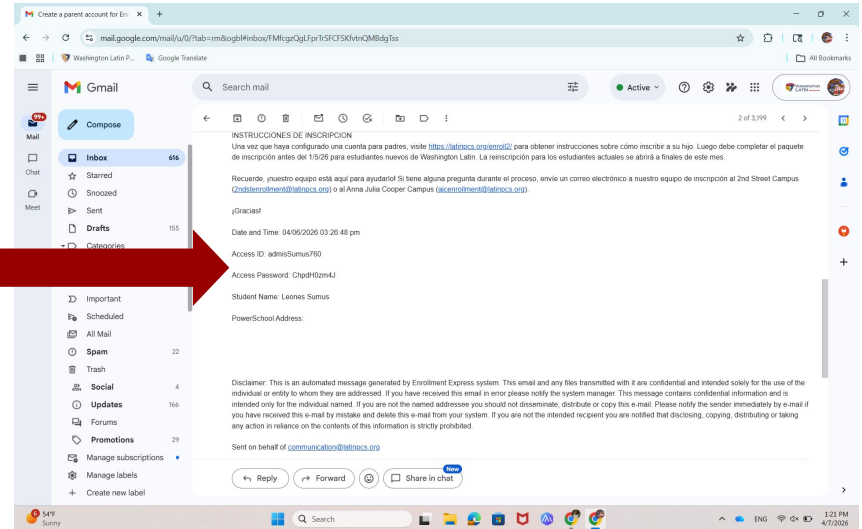 Create a parent account for Enr
mail.google.com/mail/u/0/?tab=rm&ogbl#inbox/FMfcgzQgLFprTrSFCFSKfvtnQMBdgTss
Washington Latin P...
Google Translate
All Bookmarks
Gmail
Search mail
Active
WASHINGTON
LATIN
99+
Mail
Chat
Meet
Compose
Inbox 616
Starred
Snoozed
Sent
Drafts 155
Categories
Important
Scheduled
All Mail
Spam 22
Trash
Social 4
Updates 166
Forums
Promotions 29
Manage subscriptions
Manage labels
Create new label
2 of 3,199
INSTRUCCIONES DE INSCRIPCION
Una vez que haya configurado una cuenta para padres, visite https://latinpcs.org/enroll2/ para obtener instrucciones sobre cómo inscribir a su hijo. Luego debe completar el paquete
de inscripción antes del 1/5/26 para estudiantes nuevos de Washington Latin. La reinscripción para los estudiantes actuales se abrirá a finales de este mes.
Recuerde, ¡nuestro equipo está aquí para ayudarlo! Si tiene alguna pregunta durante el proceso, envíe un correo electrónico a nuestro equipo de inscripción al 2nd Street Campus
(2ndstenrollment@latinpcs.org) o al Anna Julia Cooper Campus (ajcenrollment@latinpcs.org).
¡Gracias!
Date and Time: 04/06/2026 03:26:48 pm
Access ID: admisSumus760
Access Password: ChpdH0zm4J
Student Name: Leones Sumus
PowerSchool Address:
Disclaimer: This is an automated message generated by Enrollment Express system. This email and any files transmitted with it are confidential and intended solely for the use of the
individual or entity to whom they are addressed. If you have received this email in error please notify the system manager. This message contains confidential information and is
intended only for the individual named. If you are not the named addressee you should not disseminate, distribute or copy this e-mail. Please notify the sender immediately by e-mail if
you have received this e-mail by mistake and delete this e-mail from your system. If you are not the intended recipient you are notified that disclosing, copying, distributing or taking
any action in reliance on the contents of this information is strictly prohibited.
Sent on behalf of communication@latinpcs.org
Reply
Forward
Share in chat
New
6
54°F
Sunny
Search
ENG
1:21 PM
4/7/2026